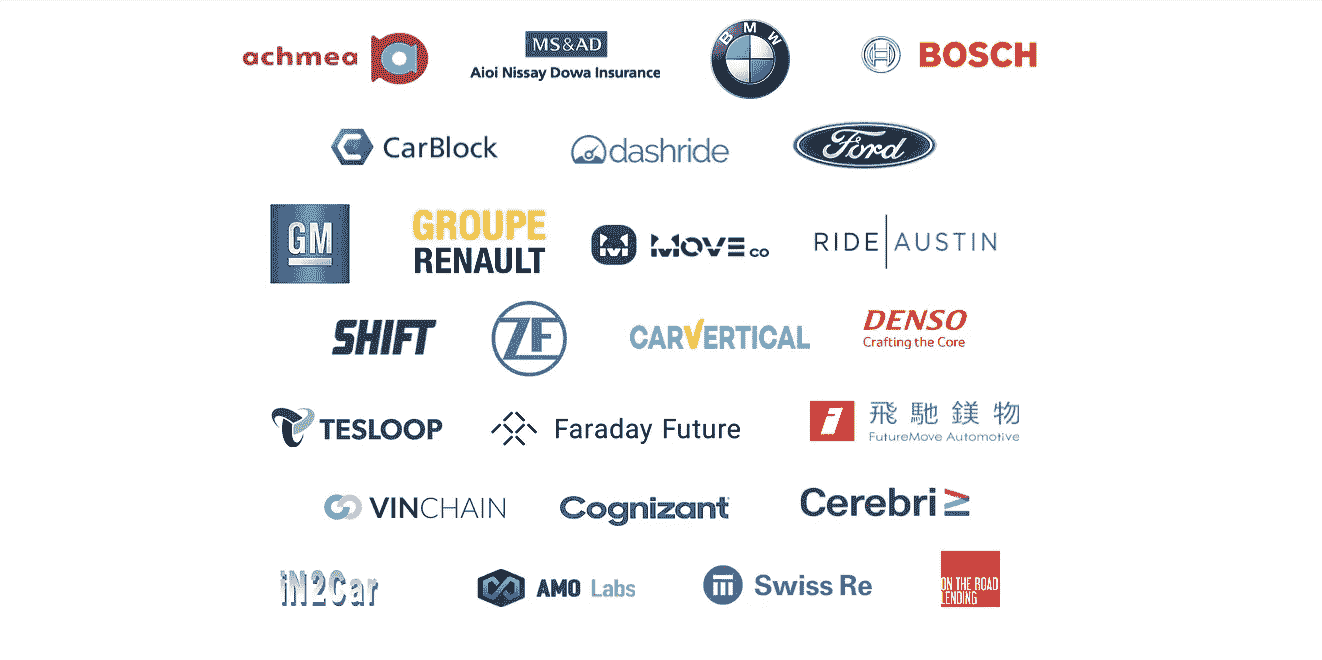 achmea
MS&AD
Aioi Nissay Dowa Insurance
BMW
BOSCH
CarBlock
dashride
Ford
GM
GROUPE
RENAULT
MOVE CO
RIDE AUSTIN
SHIFT
ZF
CARVERTICAL
DENSO
Crafting the Core
TESLOOP
Faraday Future
飛馳鎂物
FutureMove Automotive
VINCHAIN
Cognizant
Cerebri
iN2Car
AMO Labs
Swiss Re
ON THE ROAD
LENDING